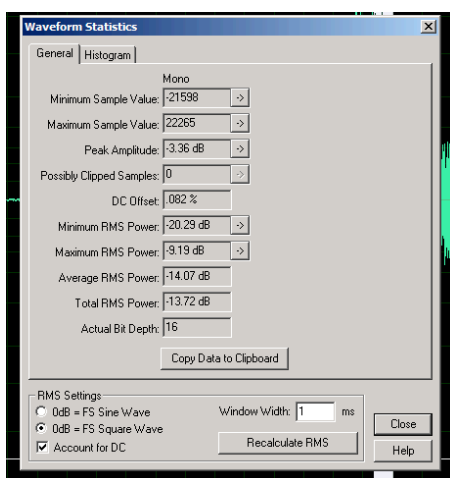 Waveform Statistics
General Histogram
Mono
Minimum Sample Value: -21598 ->
Maximum Sample Value: 22265 ->
Peak Amplitude: -3.36 dB ->
Possibly Clipped Samples: 0 ->
DC Offset: .082 %
Minimum RMS Power: -20.29 dB ->
Maximum RMS Power: -9.19 dB ->
Average RMS Power: -14.07 dB
Total RMS Power: -13.72 dB
Actual Bit Depth: 16
Copy Data to Clipboard
RMS Settings
0dB = FS Sine Wave Window Width: 1 ms
0dB = FS Square Wave Close
Account for DC Recalculate RMS Help